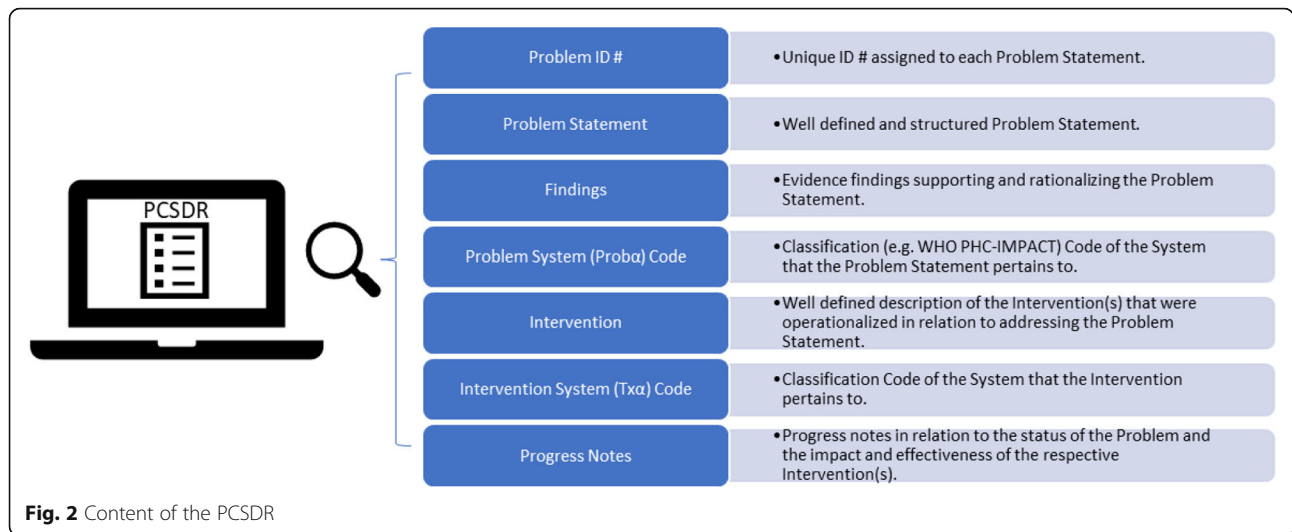 PCSDR
Problem ID #
•Unique ID # assigned to each Problem Statement.
Problem Statement
•Well defined and structured Problem Statement.
Findings
•Evidence findings supporting and rationalizing the Problem
Statement.
Problem System (Probα) Code
•Classification (e.g. WHO PHC-IMPACT) Code of the System
that the Problem Statement pertains to.
Intervention
•Well defined description of the Intervention(s) that were
operationalized in relation to addressing the Problem
Statement.
Intervention System (Txα) Code
•Classification Code of the System that the Intervention
pertains to.
Progress Notes
•Progress notes in relation to the status of the Problem and
the impact and effectiveness of the respective
Intervention(s).
Fig. 2 Content of the PCSDR